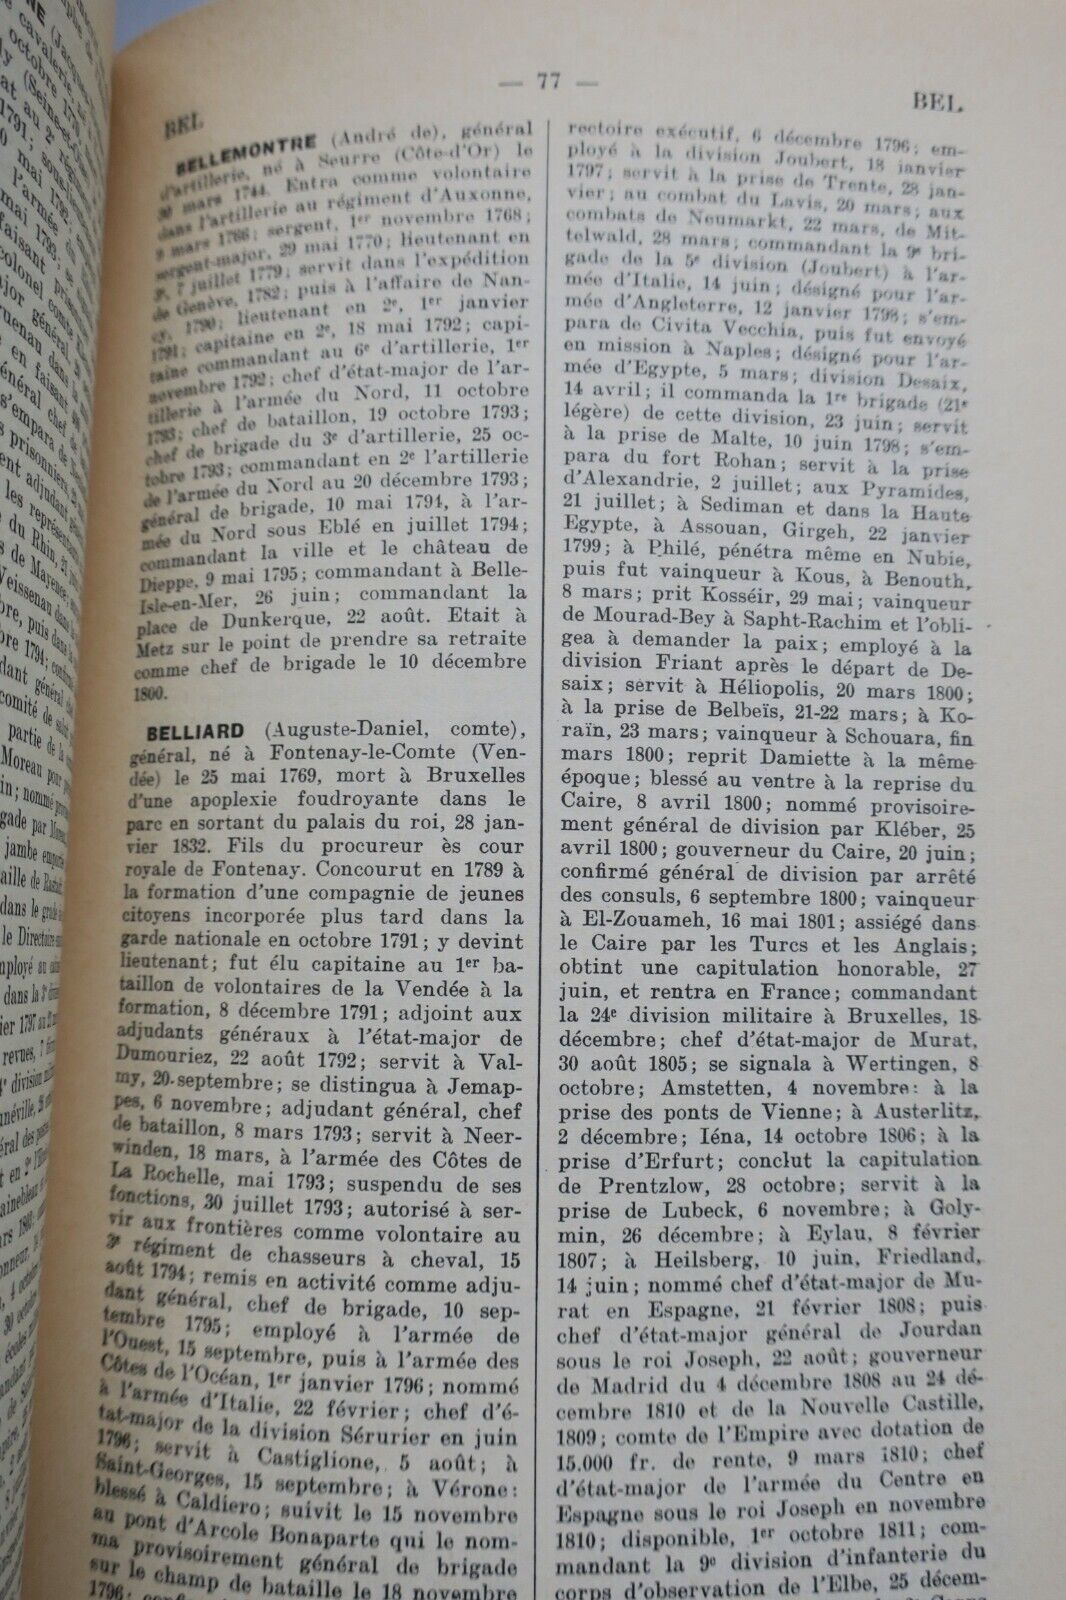 — 77 —
BEL
BEL
BELLEMONTRE (André de), général
d'artillerie, né à Seurre (Côte-d'Or) le
30 mars 1744. Entra comme volontaire
dans l'artillerie au régiment d'Auxonne,
9 mars 1766; sergent, 1er novembre 1768;
sergent-major, 29 mai 1770; lieutenant en
3e, 7 juillet 1779; servit dans l'expédition
de Genève, 1782; puis à l'affaire de Nan-
cy, 1790; lieutenant en 2e, 1er janvier
1791; capitaine en 2e, 18 mai 1792; capi-
taine commandant au 6e d'artillerie, 1er
novembre 1792; chef d'état-major de l'ar-
tillerie à l'armée du Nord, 11 octobre
1793; chef de bataillon, 19 octobre 1793;
chef de brigade du 3e d'artillerie, 25 oc-
tobre 1793; commandant en 2e l'artillerie
de l'armée du Nord au 20 décembre 1793;
général de brigade, 10 mai 1794, à l'ar-
mée du Nord sous Eblé en juillet 1794;
commandant la ville et le château de
Dieppe, 9 mai 1795; commandant à Belle-
Isle-en-Mer, 26 juin; commandant la
place de Dunkerque, 22 août. Etait à
Metz sur le point de prendre sa retraite
comme chef de brigade le 10 décembre
1800.
BELLIARD (Auguste-Daniel, comte),
général, né à Fontenay-le-Comte (Ven-
dée) le 25 mai 1769, mort à Bruxelles
d'une apoplexie foudroyante dans le
parc en sortant du palais du roi, 28 jan-
vier 1832. Fils du procureur ès cour
royale de Fontenay. Concourut en 1789 à
la formation d'une compagnie de jeunes
citoyens incorporée plus tard dans la
garde nationale en octobre 1791; y devint
lieutenant; fut élu capitaine au 1er ba-
taillon de volontaires de la Vendée à la
formation, 8 décembre 1791; adjoint aux
adjudants généraux à l'état-major de
Dumouriez, 22 août 1792; servit à Val-
my, 20 septembre; se distingua à Jemap-
pes, 6 novembre; adjudant général, chef
de bataillon, 8 mars 1793; servit à Neer-
winden, 18 mars, à l'armée des Côtes de
La Rochelle, mai 1793; suspendu de ses
fonctions, 30 juillet 1793; autorisé à ser-
vir aux frontières comme volontaire au
3e régiment de chasseurs à cheval, 15
août 1794; remis en activité comme adju-
dant général, chef de brigade, 10 sep-
tembre 1795; employé à l'armée de
l'Ouest, 15 septembre, puis à l'armée des
Côtes de l'Océan, 1er janvier 1796; nommé
à l'armée d'Italie, 22 février; chef d'é-
tat-major de la division Sérurier en juin
1796; servit à Castiglione, 5 août; à
Saint-Georges, 15 septembre; à Vérone:
blessé à Caldiero; suivit le 15 novembre
au pont d'Arcole Bonaparte qui le nom-
ma provisoirement général de brigade
sur le champ de bataille le 18 novembre
1796;
rectoire exécutif, 6 décembre 1796; em-
ployé à la division Joubert, 18 janvier
1797; servit à la prise de Trente, 28 jan-
vier; au combat du Lavis, 20 mars; aux
combats de Neumarkt, 22 mars, de Mit-
telwald, 28 mars; commandant la 9e bri-
gade de la 5e division (Joubert) à l'ar-
mée d'Italie, 14 juin; désigné pour l'ar-
mée d'Angleterre, 12 janvier 1798; s'em-
para de Civita Vecchia, puis fut envoyé
en mission à Naples; désigné pour l'ar-
mée d'Egypte, 5 mars; division Desaix,
14 avril; il commanda la 1re brigade (21e
légère) de cette division, 23 juin; servit
à la prise de Malte, 10 juin 1798; s'em-
para du fort Rohan; servit à la prise
d'Alexandrie, 2 juillet; aux Pyramides,
21 juillet; à Sediman et dans la Haute
Egypte, à Assouan, Girgeh, 22 janvier
1799; à Philé, pénétra même en Nubie,
puis fut vainqueur à Kous, à Benouth,
8 mars; prit Kosséir, 29 mai; vainqueur
de Mourad-Bey à Sapht-Rachim et l'obli-
gea à demander la paix; employé à la
division Friant après le départ de De-
saix; servit à Héliopolis, 20 mars 1800;
à la prise de Belbeïs, 21-22 mars; à Ko-
raïn, 23 mars; vainqueur à Schouara, fin
mars 1800; reprit Damiette à la même
époque; blessé au ventre à la reprise du
Caire, 8 avril 1800; nommé provisoire-
ment général de division par Kléber, 25
avril 1800; gouverneur du Caire, 20 juin;
confirmé général de division par arrêté
des consuls, 6 septembre 1800; vainqueur
à El-Zouameh, 16 mai 1801; assiégé dans
le Caire par les Turcs et les Anglais;
obtint une capitulation honorable, 27
juin, et rentra en France; commandant
la 24e division militaire à Bruxelles, 18
décembre; chef d'état-major de Murat,
30 août 1805; se signala à Wertingen, 8
octobre; Amstetten, 4 novembre: à la
prise des ponts de Vienne; à Austerlitz,
2 décembre; Iéna, 14 octobre 1806; à la
prise d'Erfurt; conclut la capitulation
de Prentzlow, 28 octobre; servit à la
prise de Lubeck, 6 novembre; à Goly-
min, 26 décembre; à Eylau, 8 février
1807; à Heilsberg, 10 juin, Friedland,
14 juin; nommé chef d'état-major de Mu-
rat en Espagne, 21 février 1808; puis
chef d'état-major général de Jourdan
sous le roi Joseph, 22 août; gouverneur
de Madrid du 4 décembre 1808 au 24 dé-
cembre 1810 et de la Nouvelle Castille,
1809; comte de l'Empire avec dotation de
15.000 fr. de rente, 9 mars 1810; chef
d'état-major de l'armée du Centre en
Espagne sous le roi Joseph en novembre
1810; disponible, 1er octobre 1811; com-
mandant la 9e division d'infanterie du
corps d'observation de l'Elbe, 25 décem-